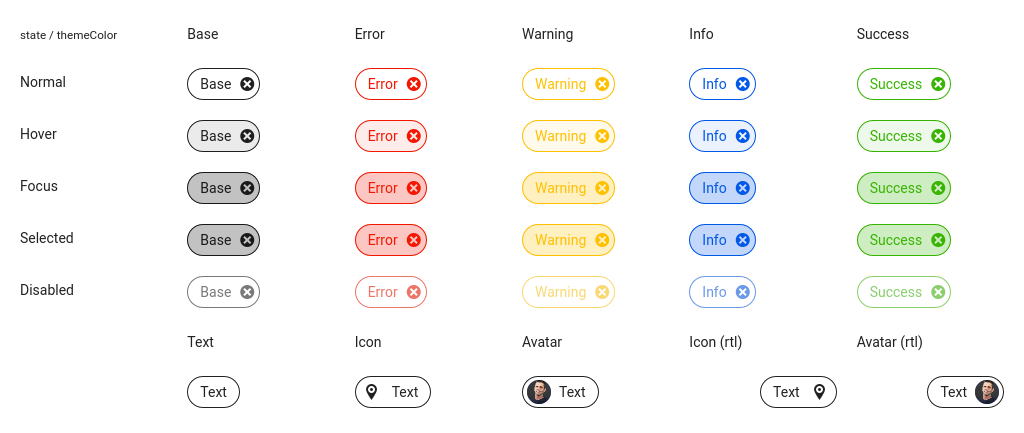 state / themeColor Base Error Warning Info Success
Normal Base Error Warning Info Success
Hover Base Error Warning Info Success
Focus Base Error Warning Info Success
Selected Base Error Warning Info Success
Disabled Base Error Warning Info Success
Text Icon Avatar Icon (rtl) Avatar (rtl)
Text Text Text Text Text